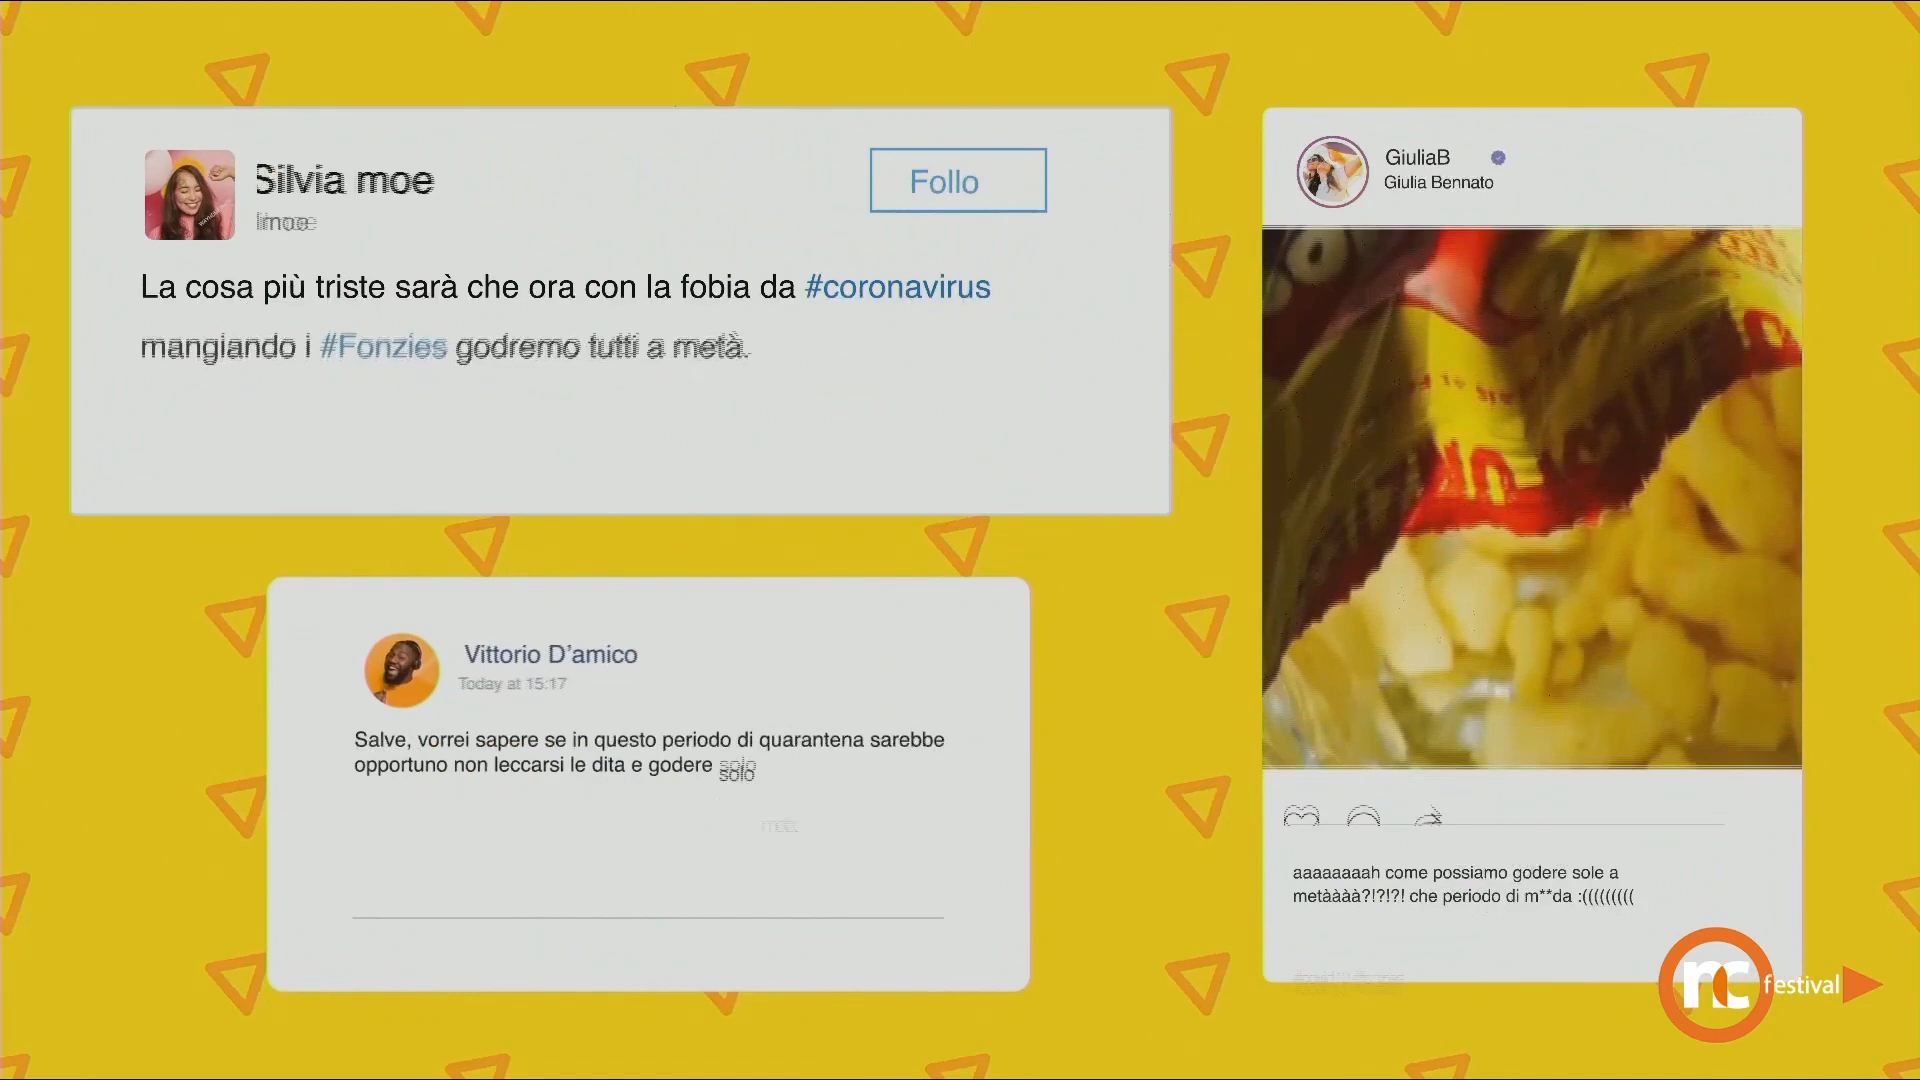 Silvia moe
Follo
La cosa più triste sarà che ora con la fobia da #coronavirus
mangiando i #Fonzies godremo tutti a metà.
Vittorio D'amico
Today at 15:17
Salve, vorrei sapere se in questo periodo di quarantena sarebbe
opportuno non leccarsi le dita e godere solo
GiuliaB
Giulia Bennato
aaaaaaaah come possiamo godere sole a
metàààà?!?!?! che periodo di m**da :(((((((((
nc festival